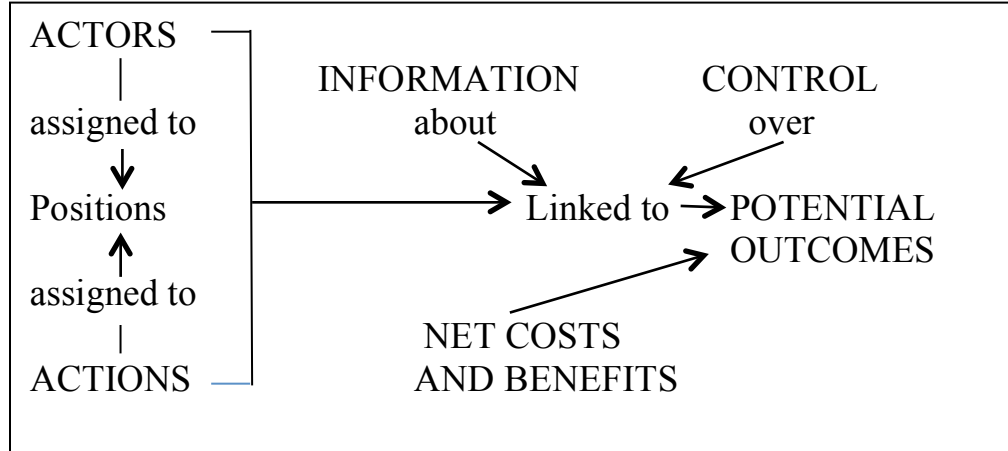 ACTORS
assigned to
Positions
assigned to
ACTIONS
INFORMATION
about
CONTROL
over
Linked to
POTENTIAL
OUTCOMES
NET COSTS
AND BENEFITS